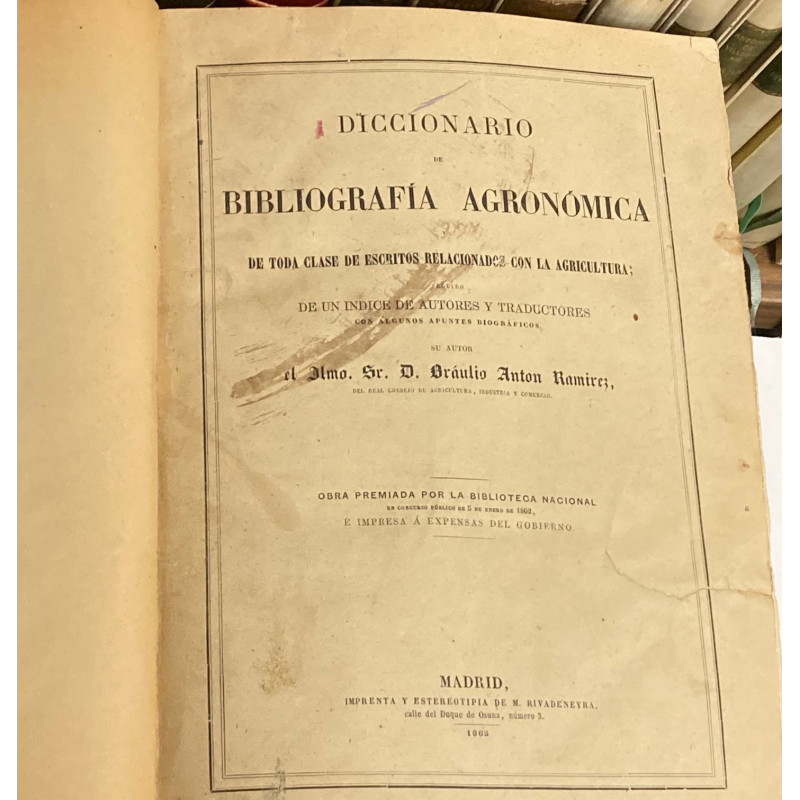 DICCIONARIO
DE
BIBLIOGRAFÍA AGRONÓMICA
DE TODA CLASE DE ESCRITOS RELACIONADOS CON LA AGRICULTURA;
SEGUIDO
DE UN INDICE DE AUTORES Y TRADUCTORES
CON ALGUNOS APUNTES BIOGRÁFICOS,
SU AUTOR
el Ilmo. Sr. D. Bráulio Anton Ramirez,
DEL REAL CONSEJO DE AGRICULTURA, INDUSTRIA Y COMERCIO.
OBRA PREMIADA POR LA BIBLIOTECA NACIONAL
EN CONCURSO PÚBLICO DE 5 DE ENERO DE 1862,
É IMPRESA Á EXPENSAS DEL GOBIERNO.
MADRID,
IMPRENTA Y ESTEREOTIPIA DE M. RIVADENEYRA,
calle del Duque de Osuna, número 3.
1865